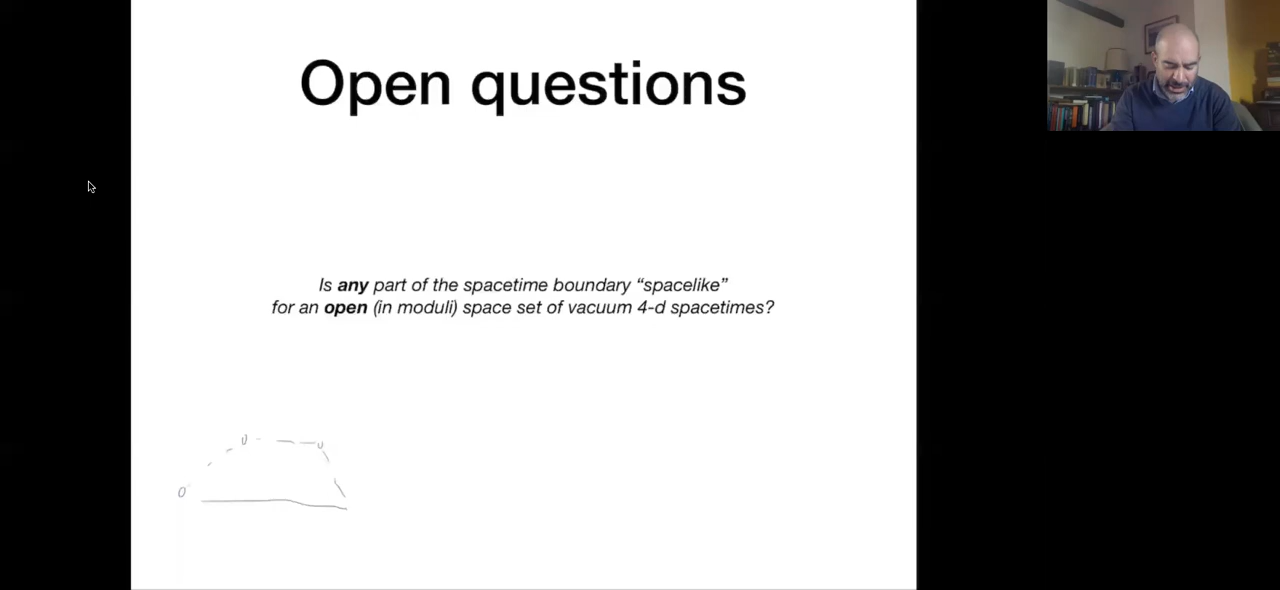 Open questions
Is any part of the spacetime boundary “spacelike”
for an open (in moduli) space set of vacuum 4-d spacetimes?